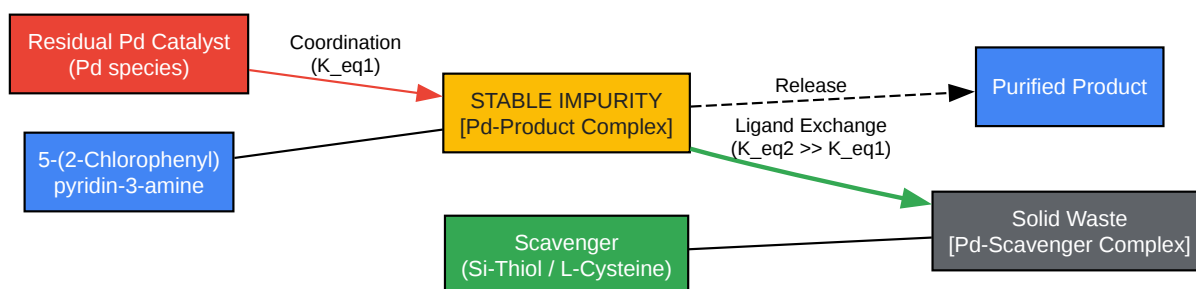 Residual Pd Catalyst
(Pd species)
Coordination
(K_eq1)
5-(2-Chlorophenyl)
pyridin-3-amine
STABLE IMPURITY
[Pd-Product Complex]
Release
Purified Product
Ligand Exchange
(K_eq2 >> K_eq1)
Scavenger
(Si-Thiol / L-Cysteine)
Solid Waste
[Pd-Scavenger Complex]